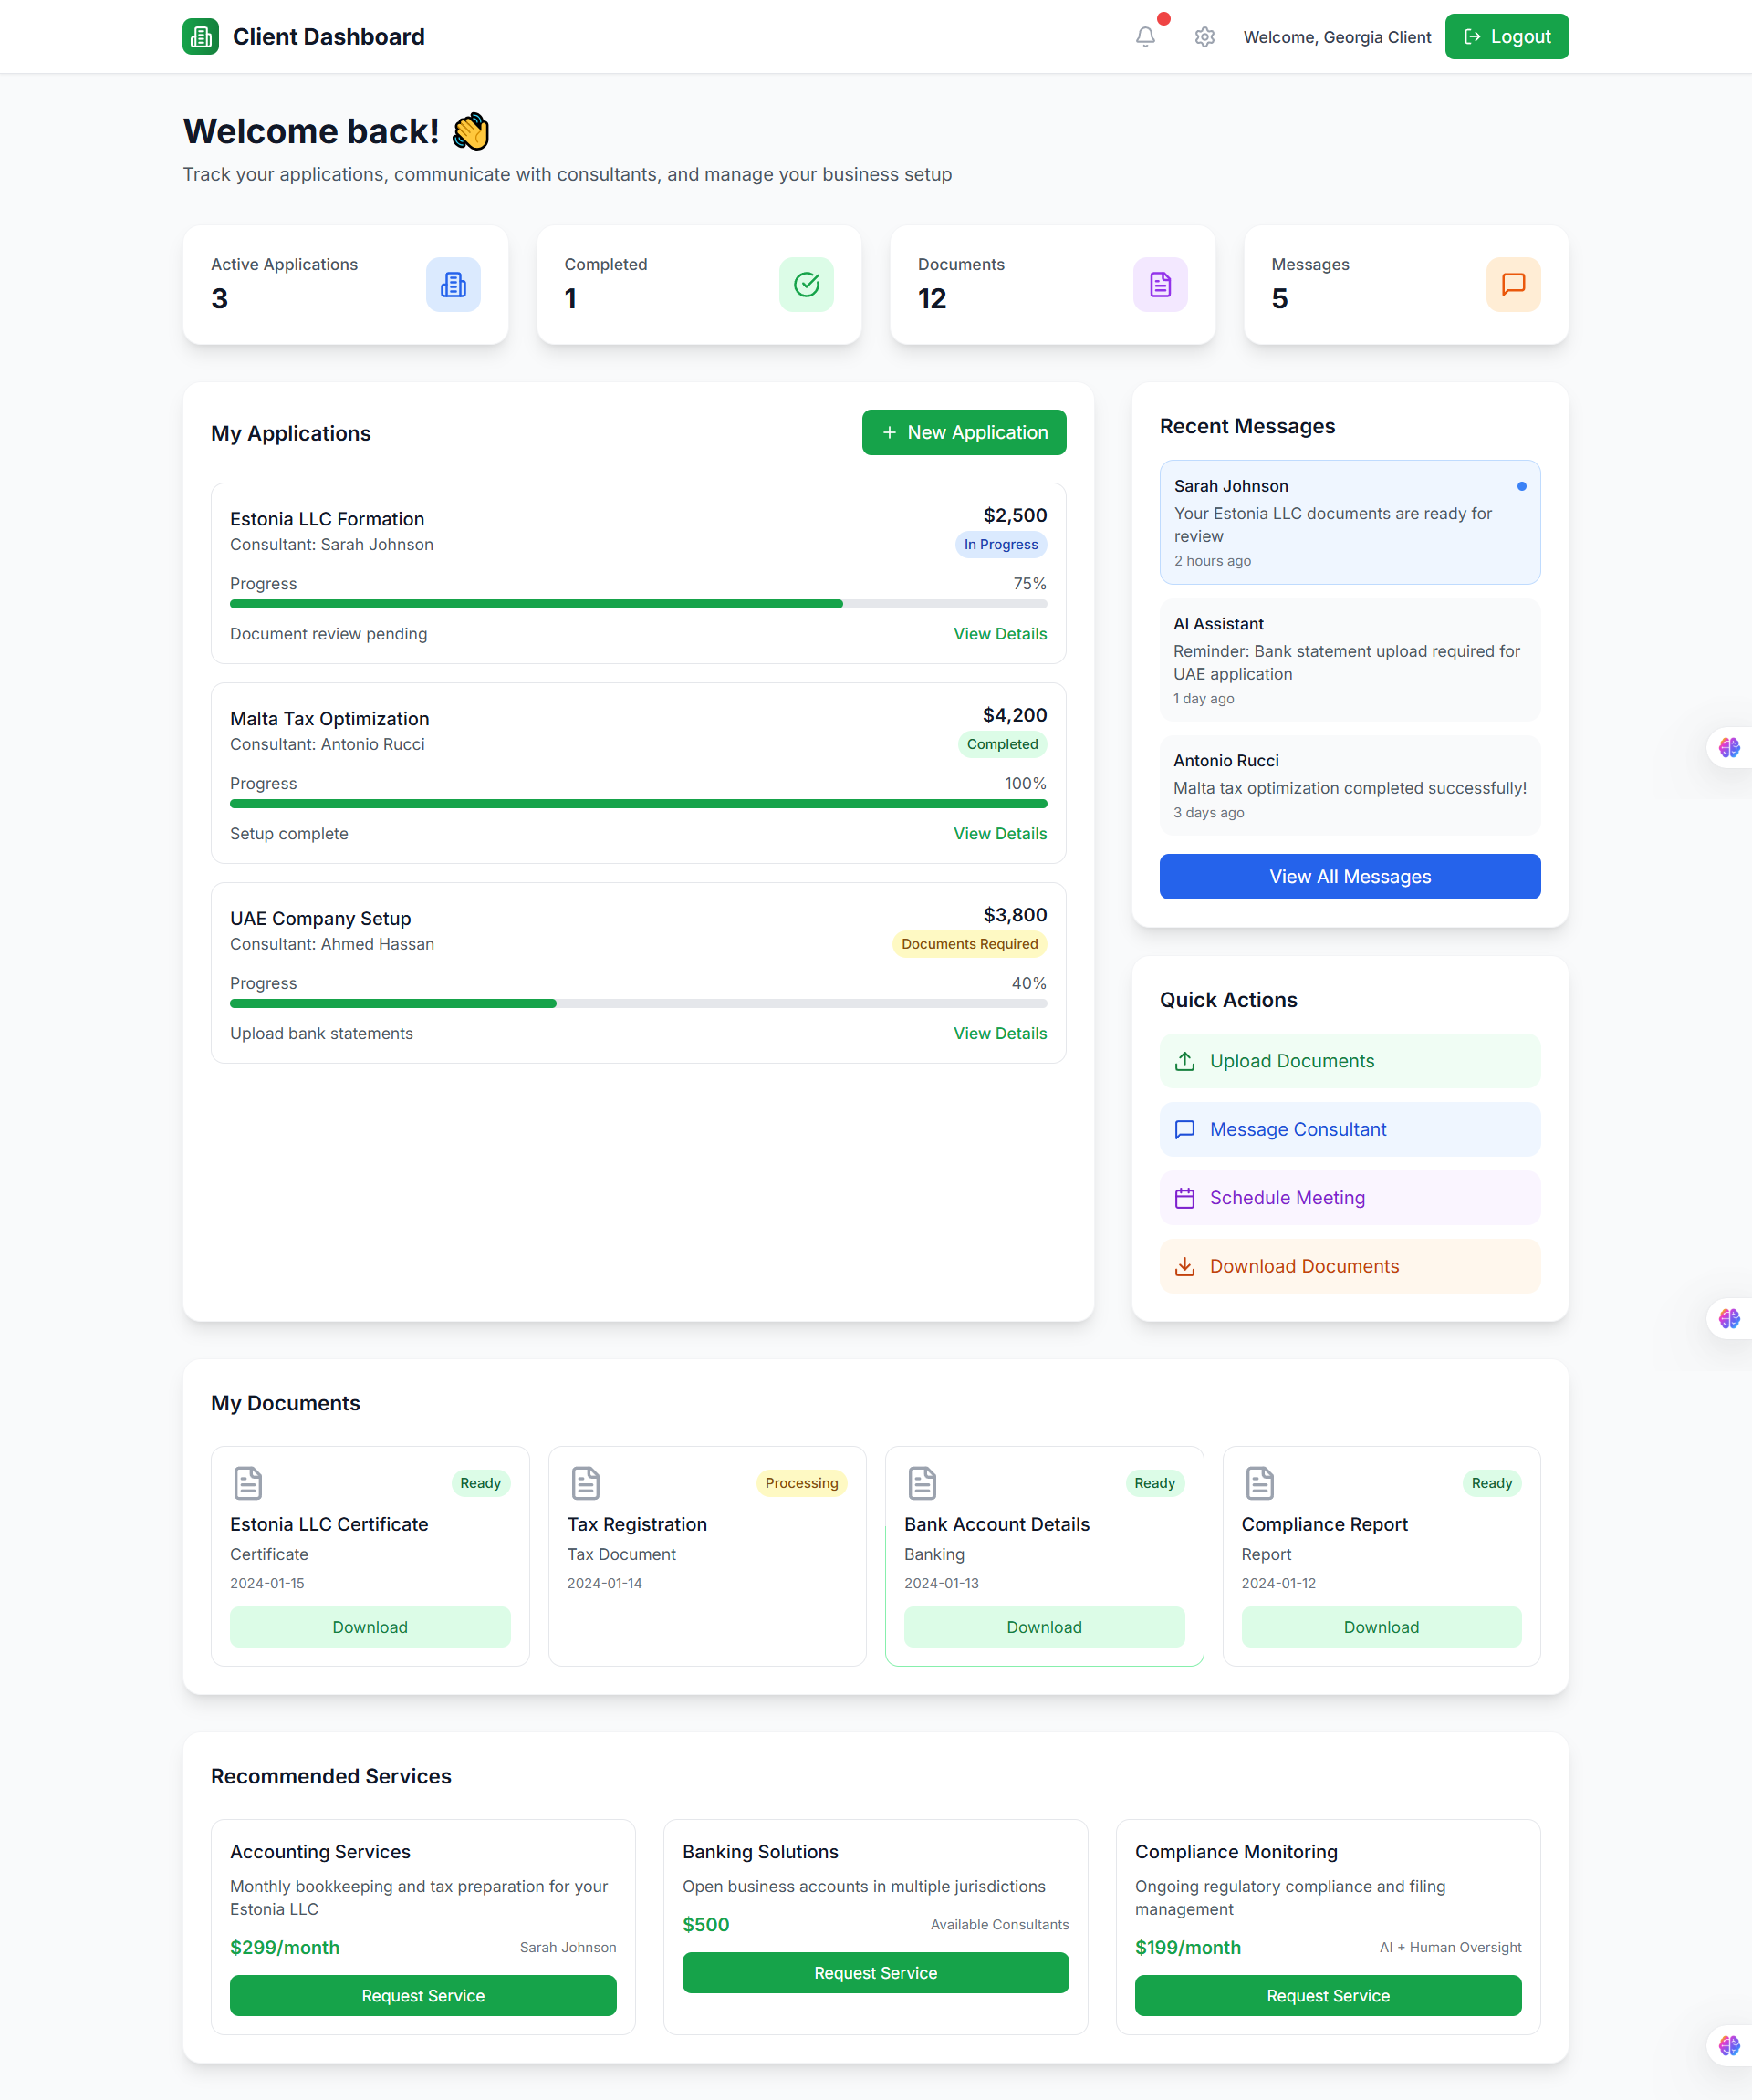 Client Dashboard
Welcome, Georgia Client
Logout
Welcome back! 👋
Track your applications, communicate with consultants, and manage your business setup
Active Applications
3
Completed
1
Documents
12
Messages
5
My Applications
+ New Application
Estonia LLC Formation
$2,500
Consultant: Sarah Johnson
In Progress
Progress
75%
Document review pending
View Details
Malta Tax Optimization
$4,200
Consultant: Antonio Rucci
Completed
Progress
100%
Setup complete
View Details
UAE Company Setup
$3,800
Consultant: Ahmed Hassan
Documents Required
Progress
40%
Upload bank statements
View Details
Recent Messages
Sarah Johnson
Your Estonia LLC documents are ready for
review
2 hours ago
AI Assistant
Reminder: Bank statement upload required for
UAE application
1 day ago
Antonio Rucci
Malta tax optimization completed successfully!
3 days ago
View All Messages
Quick Actions
Upload Documents
Message Consultant
Schedule Meeting
Download Documents
My Documents
Ready
Estonia LLC Certificate
Certificate
2024-01-15
Download
Processing
Tax Registration
Tax Document
2024-01-14
Ready
Bank Account Details
Banking
2024-01-13
Download
Ready
Compliance Report
Report
2024-01-12
Download
Recommended Services
Accounting Services
Monthly bookkeeping and tax preparation for your
Estonia LLC
$299/month
Sarah Johnson
Request Service
Banking Solutions
Open business accounts in multiple jurisdictions
$500
Available Consultants
Request Service
Compliance Monitoring
Ongoing regulatory compliance and filing
management
$199/month
AI + Human Oversight
Request Service